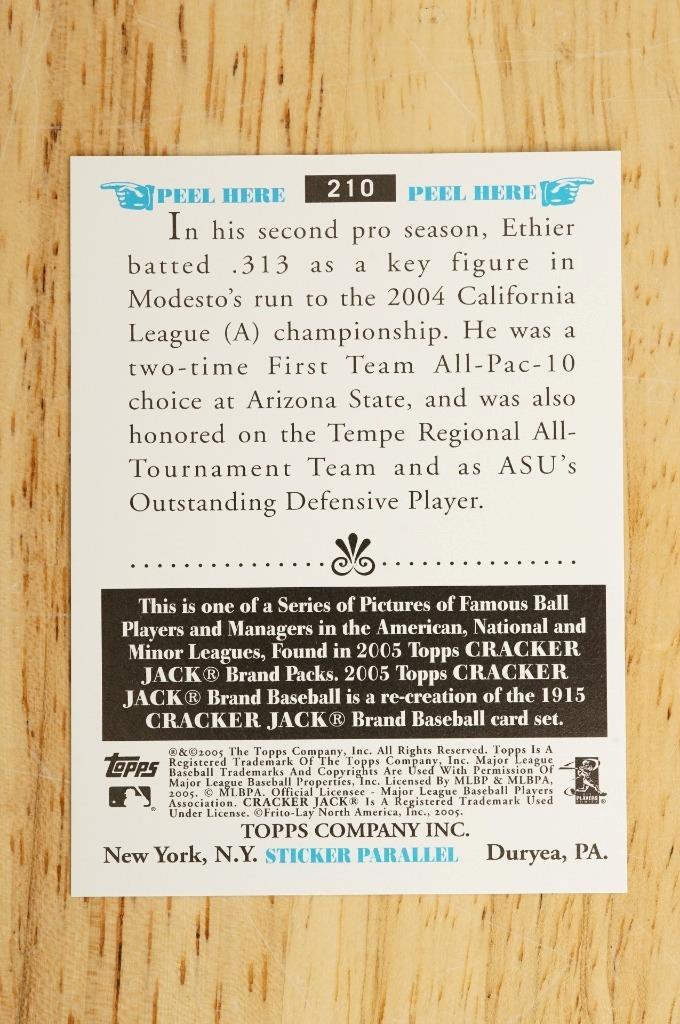 PEEL HERE 210 PEEL HERE
In his second pro season, Ethier
batted .313 as a key figure in
Modesto's run to the 2004 California
League (A) championship. He was a
two-time First Team All-Pac-10
choice at Arizona State, and was also
honored on the Tempe Regional All-
Tournament Team and as ASU's
Outstanding Defensive Player.
This is one of a Series of Pictures of Famous Ball
Players and Managers in the American, National and
Minor Leagues, Found in 2005 Topps CRACKER
JACK® Brand Packs. 2005 Topps CRACKER
JACK® Brand Baseball is a re-creation of the 1915
CRACKER JACK® Brand Baseball card set.
Topps
®&©2005 The Topps Company, Inc. All Rights Reserved. Topps Is A
Registered Trademark Of The Topps Company, Inc. Major League
Baseball Trademarks And Copyrights Are Used With Permission Of
Major League Baseball Properties, Inc. Licensed By MLBP & MLBPA,
2005. © MLBPA. Official Licensee - Major League Baseball Players
Association. CRACKER JACK® Is A Registered Trademark Used
Under License. ©Frito-Lay North America, Inc., 2005.
PLAYERS
TOPPS COMPANY INC.
New York, N.Y. STICKER PARALLEL Duryea, PA.